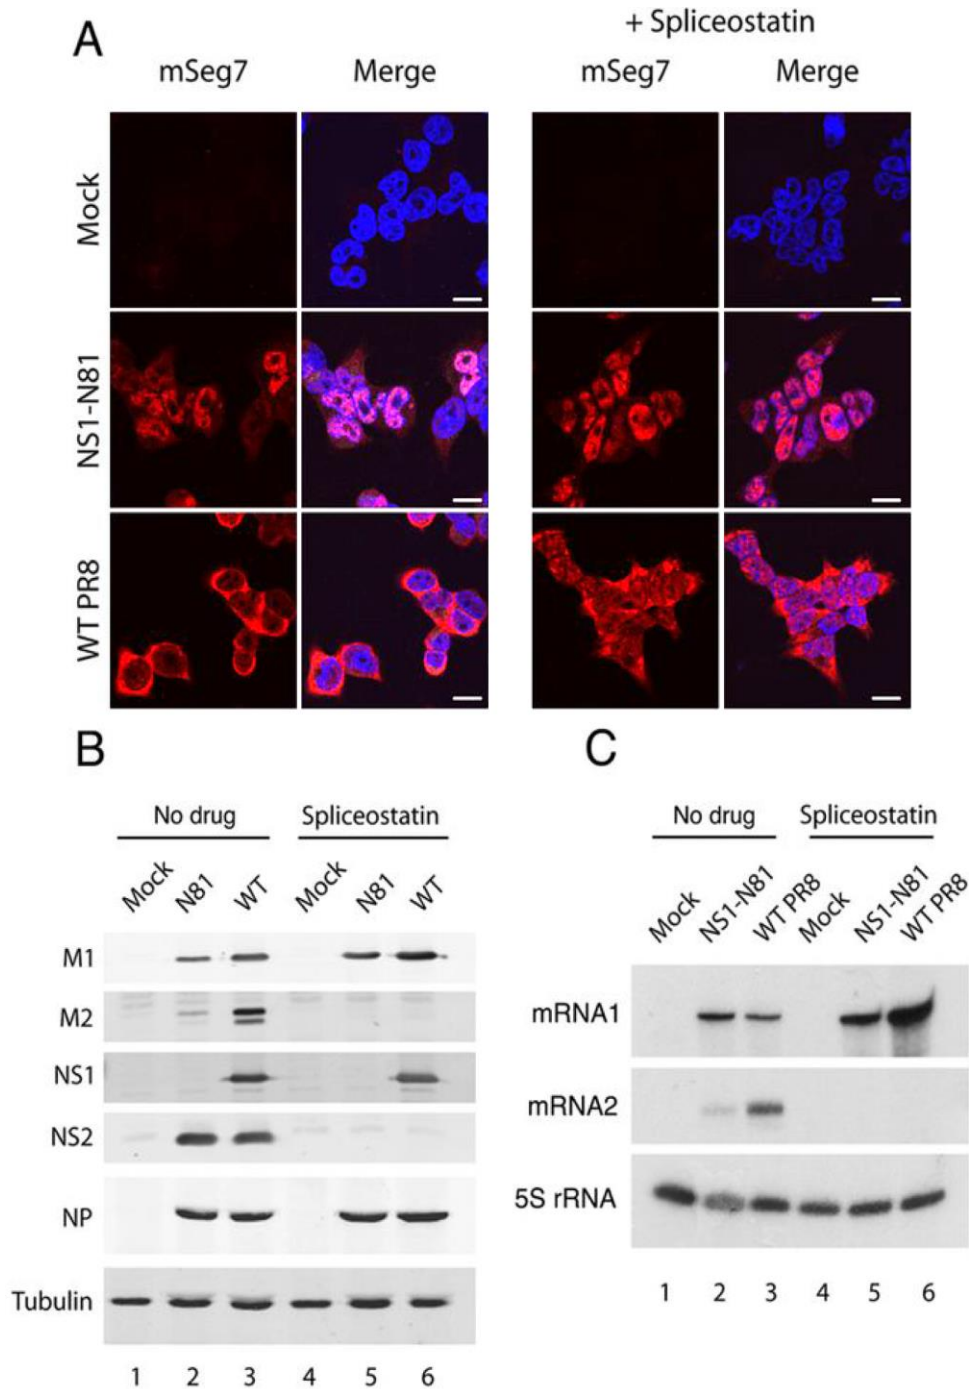 A
+ Spliceostatin
mSeg7 Merge mSeg7 Merge
Mock
NS1-N81
WT PR8
B
No drug Spliceostatin
Mock N81 WT Mock N81 WT
M1
M2
NS1
NS2
NP
Tubulin
1 2 3 4 5 6
C
No drug Spliceostatin
Mock NS1-N81 WT PR8 Mock NS1-N81 WT PR8
mRNA1
mRNA2
5S rRNA
1 2 3 4 5 6